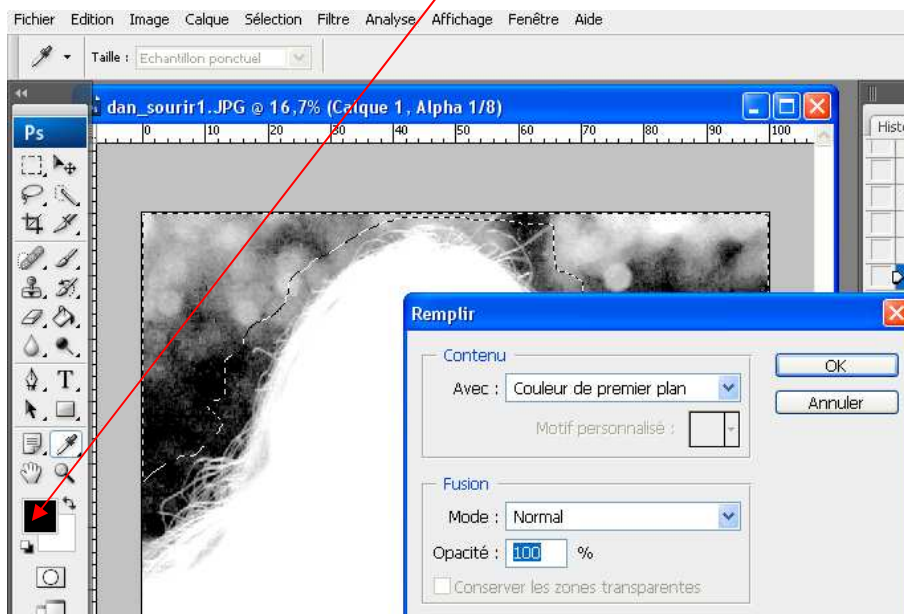 Fichier Edition Image Calque Sélection Filtre Analyse Affichage Fenêtre Aide
Taille : Echantillon ponctuel
dan_sourir1.JPG @ 16,7% (Calque 1, Alpha 1/8)
Ps
0 10 20 30 40 50 60 70 80 90 100
Histo
Remplir
Contenu
Avec : Couleur de premier plan
OK
Annuler
Motif personnalisé :
Fusion
Mode : Normal
Opacité : 100 %
Conserver les zones transparentes
T